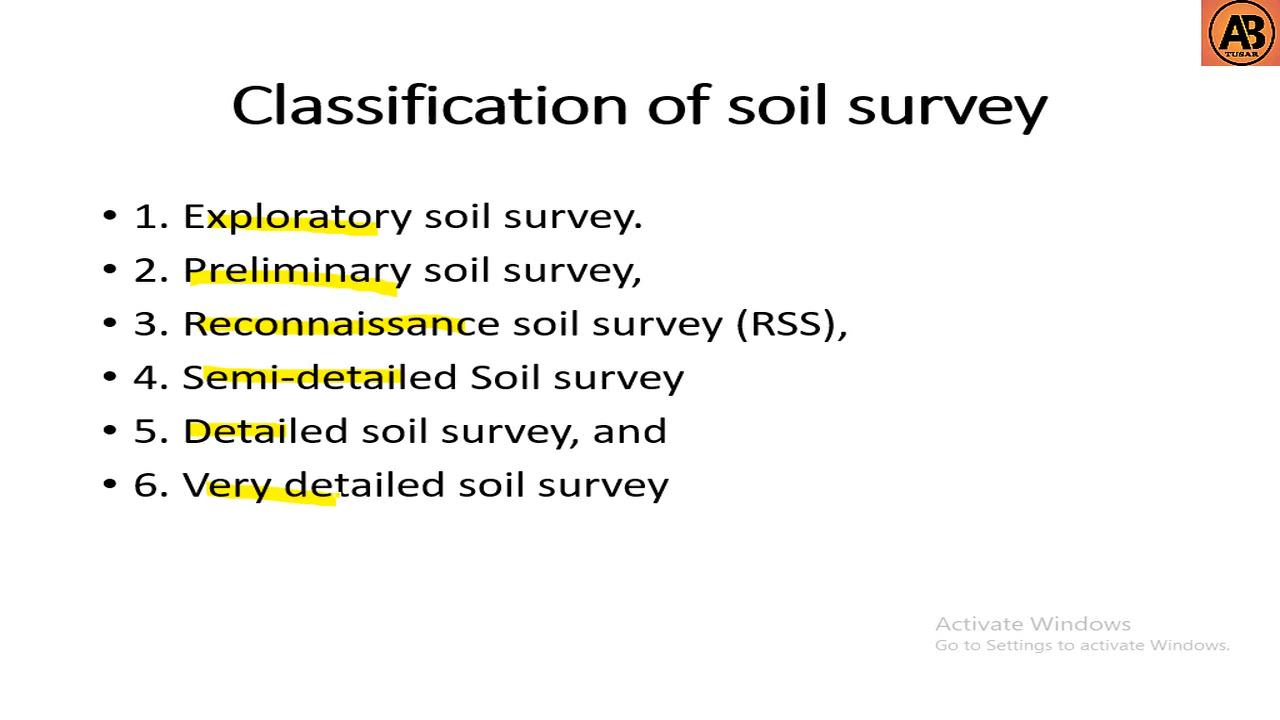 AB
TUSAR
Classification of soil survey
• 1. Exploratory soil survey.
• 2. Preliminary soil survey,
• 3. Reconnaissance soil survey (RSS),
• 4. Semi-detailed Soil survey
• 5. Detailed soil survey, and
• 6. Very detailed soil survey
Activate Windows
Go to Settings to activate Windows.